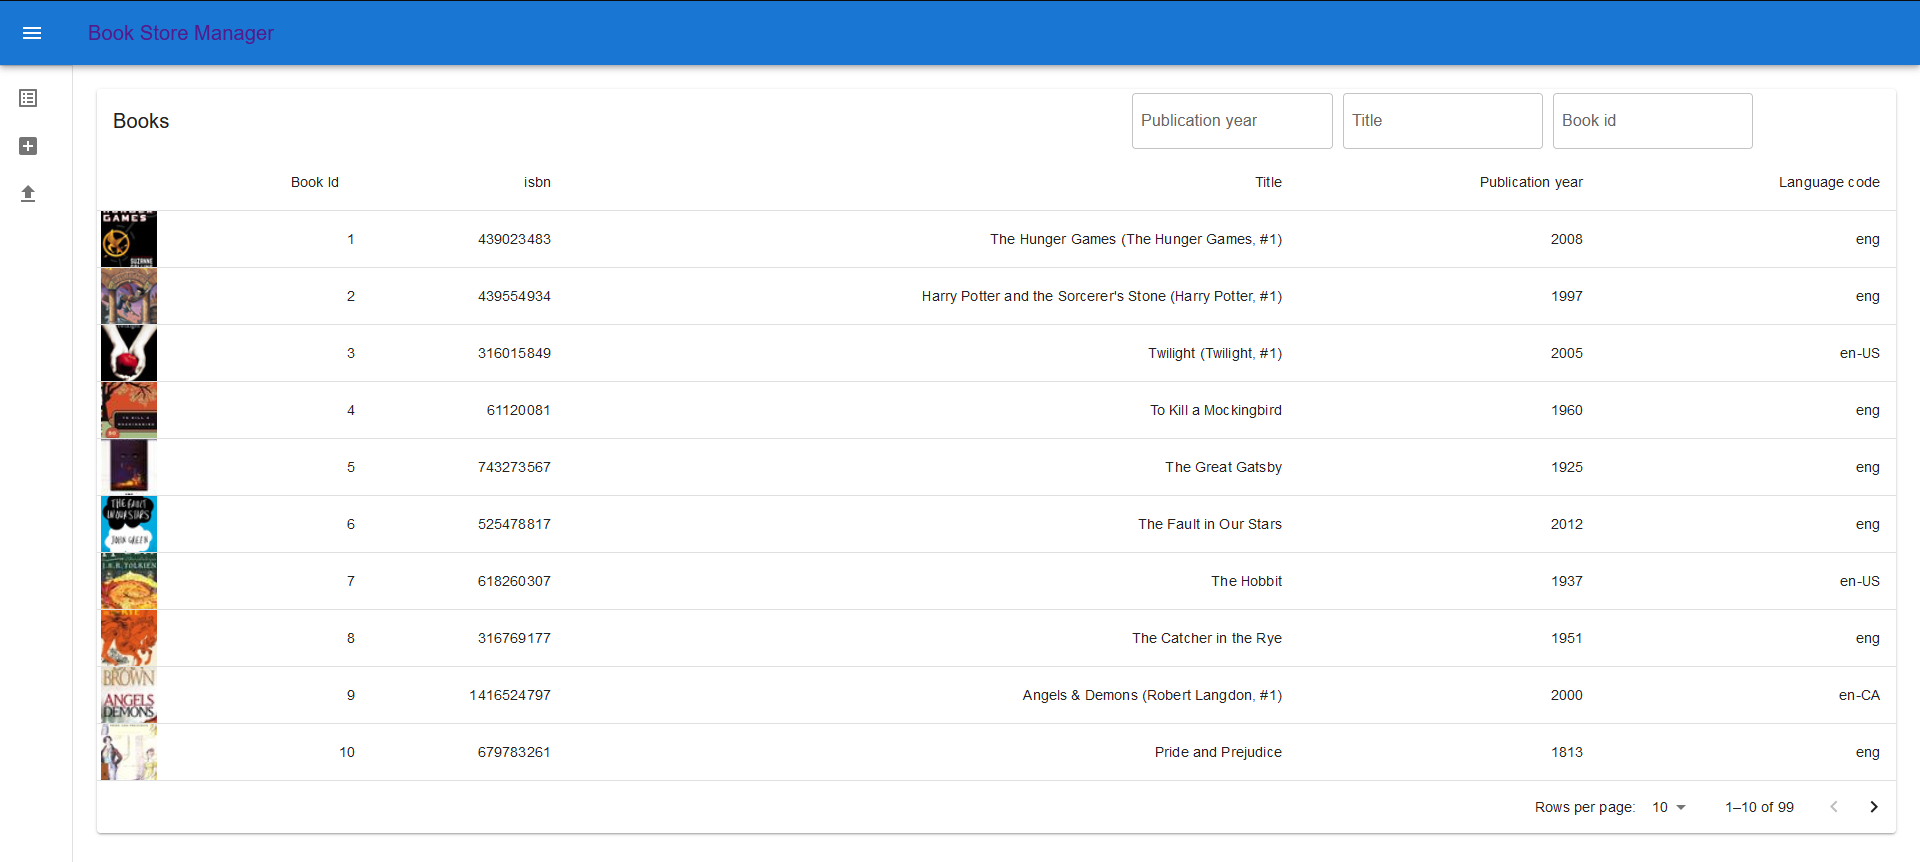 Book Store Manager
Books
Publication year
Title
Book id
Book Id isbn Title Publication year Language code
GAMES
1 439023483 The Hunger Games (The Hunger Games, #1) 2008 eng
2 439554934 Harry Potter and the Sorcerer's Stone (Harry Potter, #1) 1997 eng
3 316015849 Twilight (Twilight, #1) 2005 en-US
4 61120081 To Kill a Mockingbird 1960 eng
5 743273567 The Great Gatsby 1925 eng
THE FAULT
IN OUR STARS
JOHN GREEN
6 525478817 The Fault in Our Stars 2012 eng
J.R.R. TOLKIEN
7 618260307 The Hobbit 1937 en-US
8 316769177 The Catcher in the Rye 1951 eng
BROWN
ANGELS
DEMONS
9 1416524797 Angels & Demons (Robert Langdon, #1) 2000 en-CA
10 679783261 Pride and Prejudice 1813 eng
Rows per page: 10 1–10 of 99